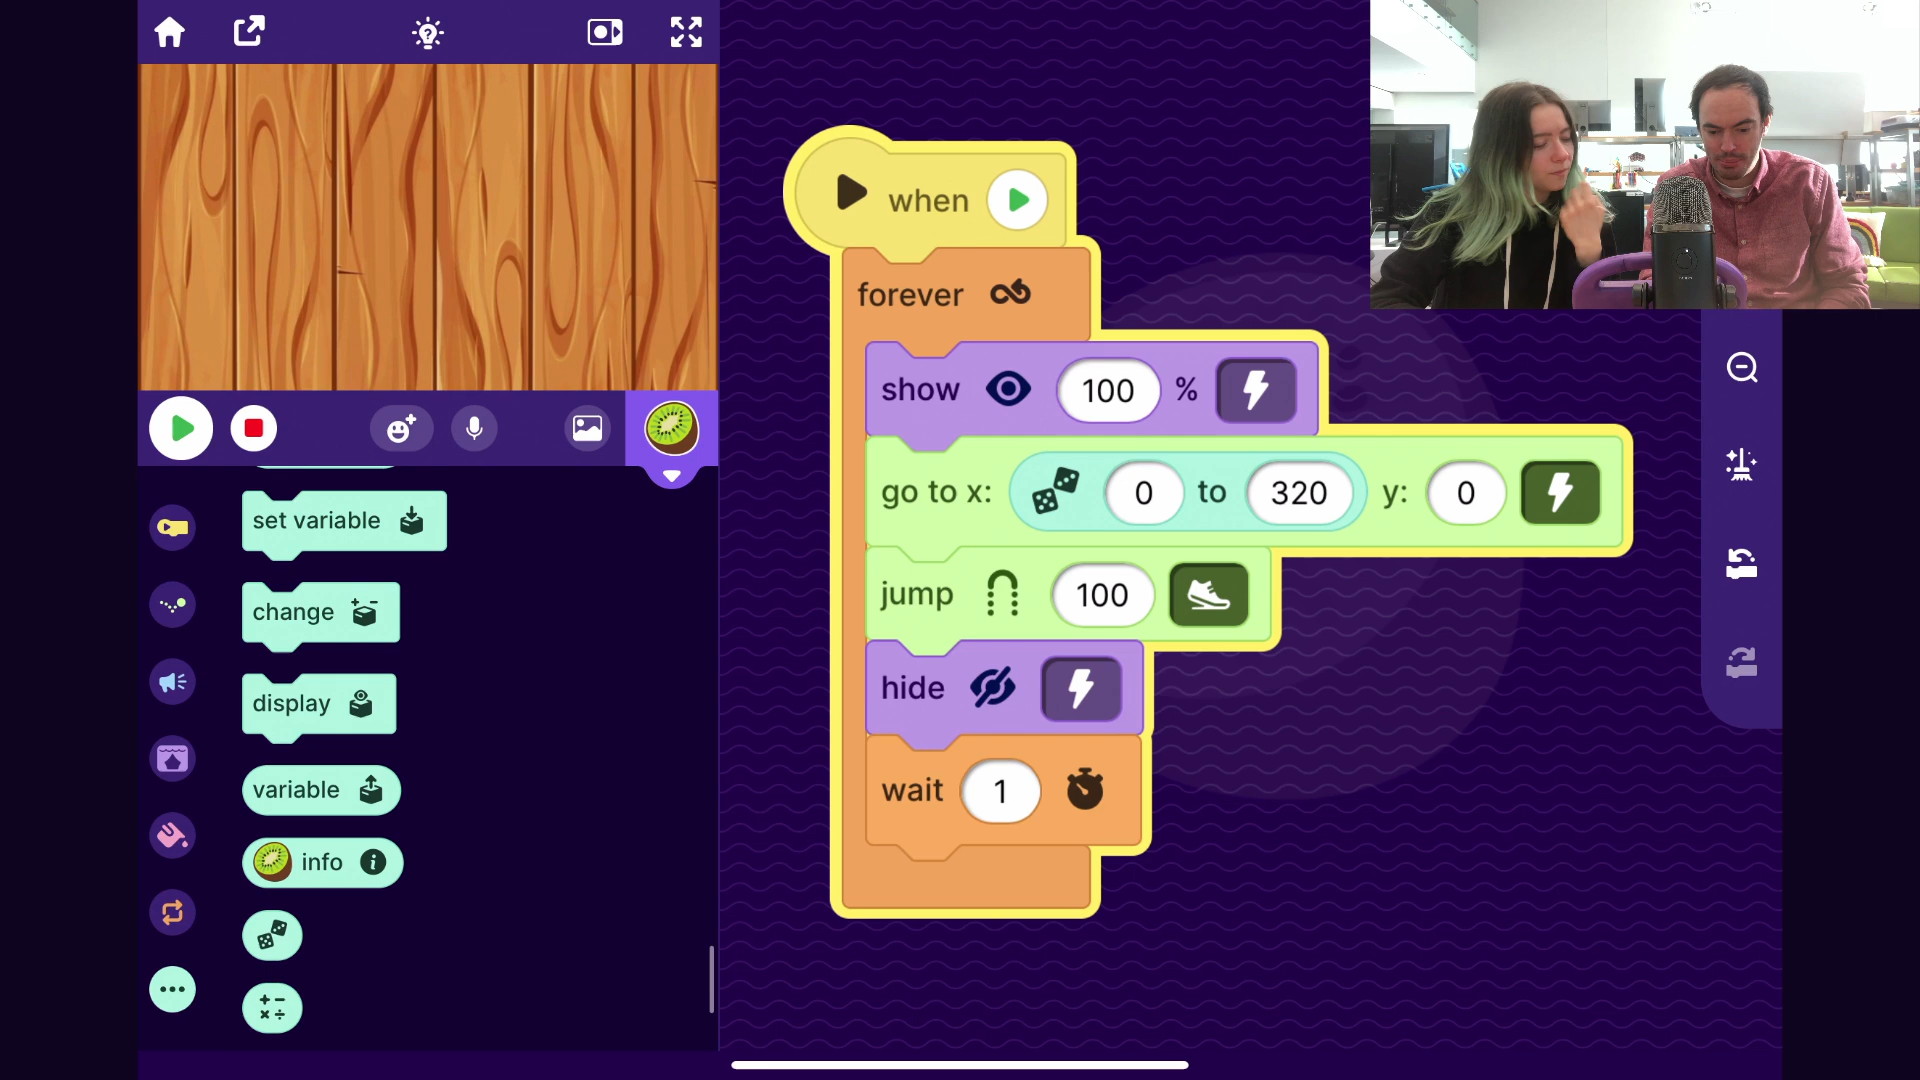 when
forever
show 100 %
go to x: 0 to 320 y: 0
jump 100
hide
wait 1
set variable
change
display
variable
info